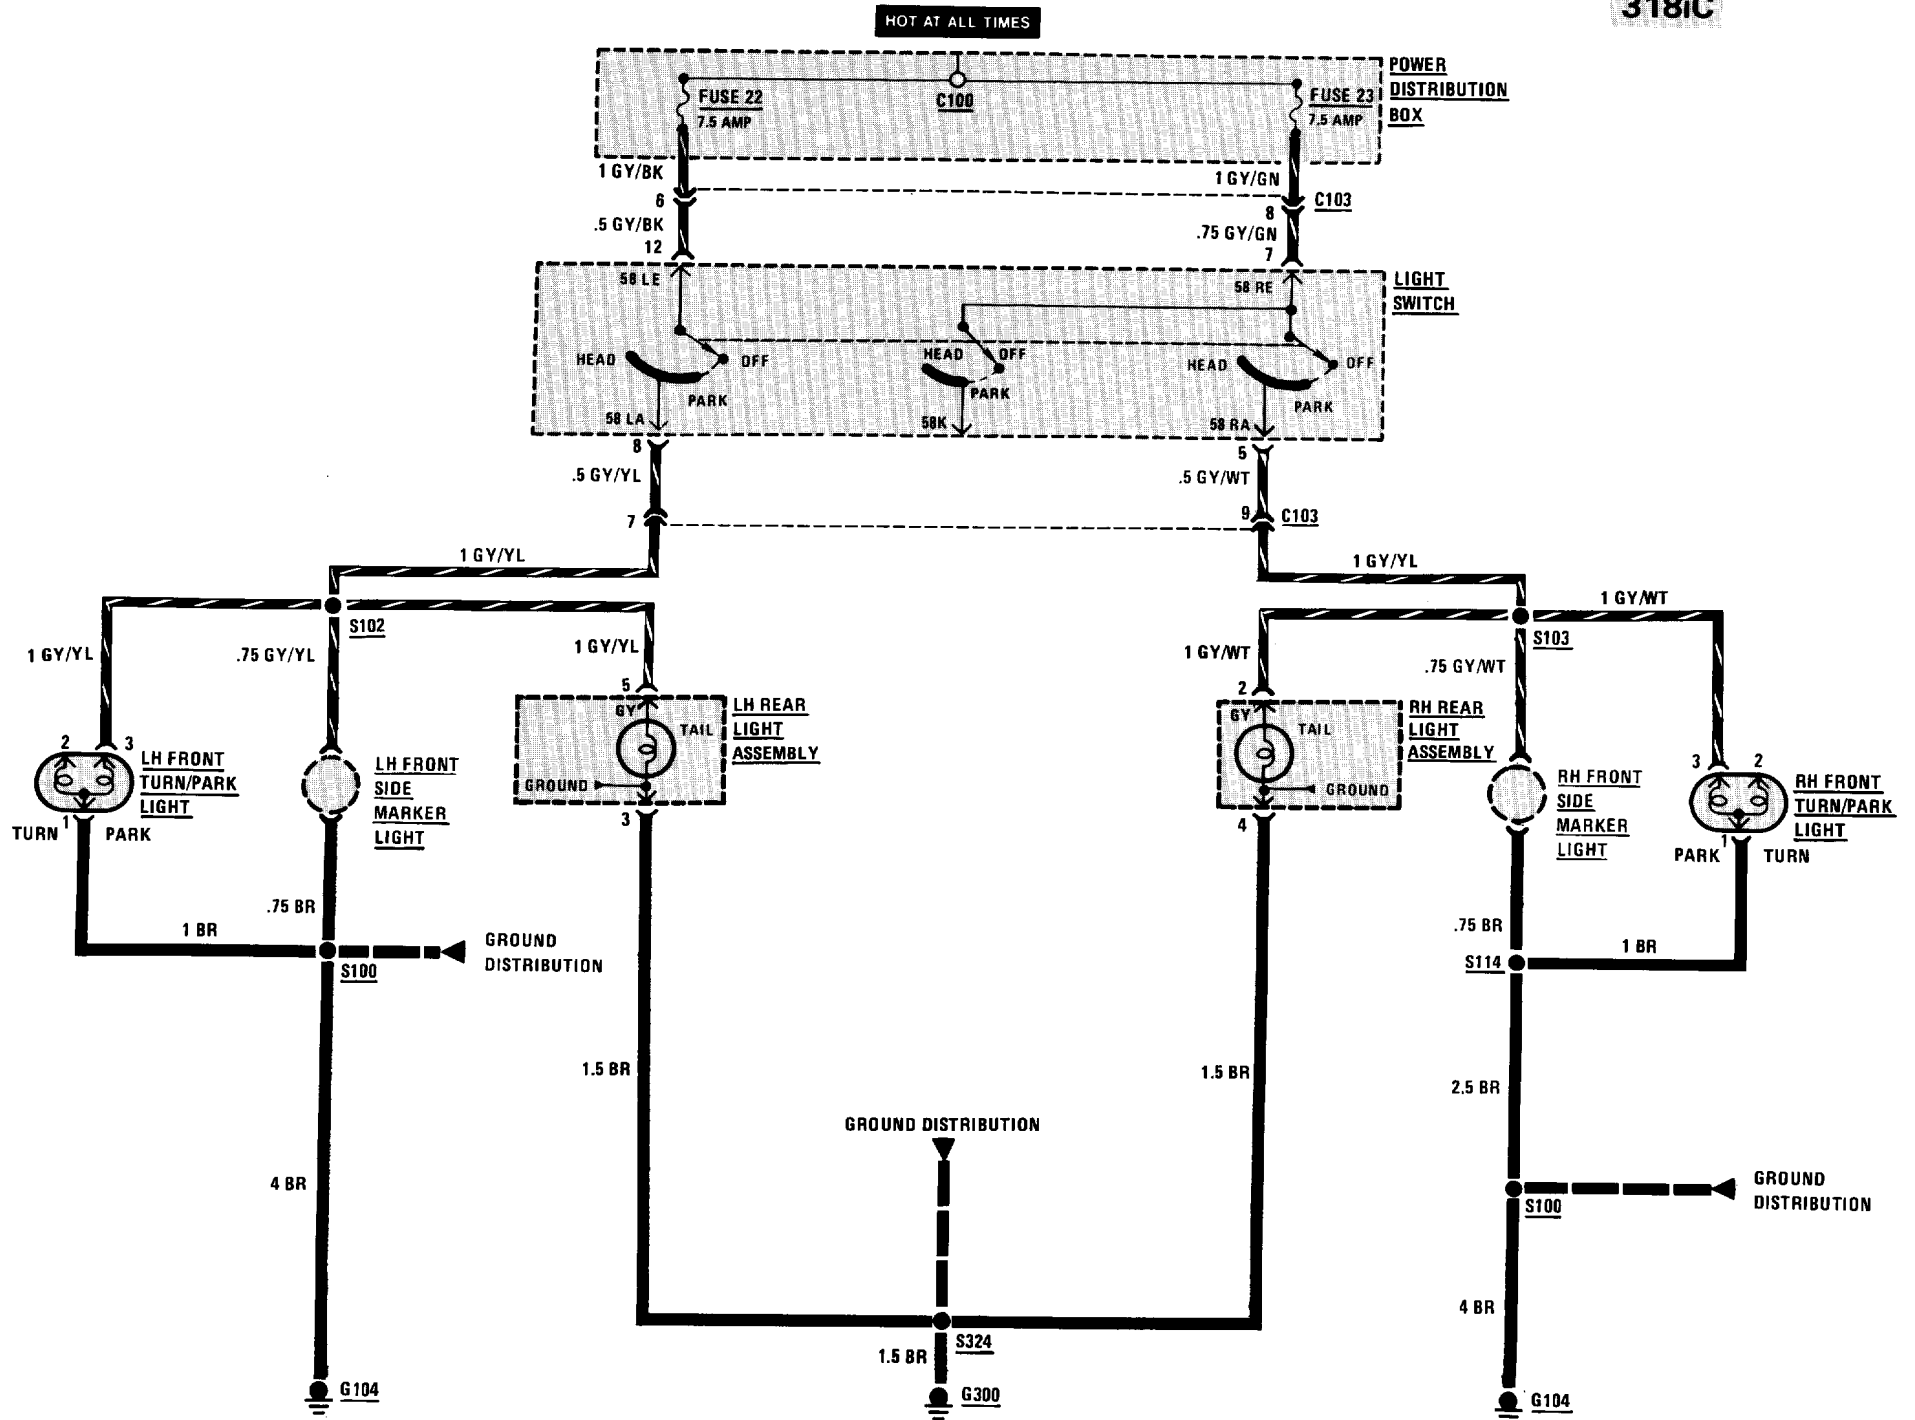 318iC
HOT AT ALL TIMES
POWER
DISTRIBUTION
BOX
FUSE 22
7.5 AMP
C100
FUSE 23
7.5 AMP
1 GY/BK
1 GY/GN
6
8
C103
.5 GY/BK
.75 GY/GN
12
7
58 LE
58 RE
LIGHT
SWITCH
HEAD
OFF
PARK
HEAD
OFF
PARK
HEAD
OFF
PARK
58 LA
58K
58 RA
8
5
.5 GY/YL
.5 GY/WT
7
9
C103
1 GY/YL
1 GY/YL
S102
1 GY/WT
S103
1 GY/YL
.75 GY/YL
1 GY/YL
1 GY/WT
.75 GY/WT
5
GY
TAIL
GROUND
3
LH REAR
LIGHT
ASSEMBLY
2
GY
TAIL
GROUND
4
RH REAR
LIGHT
ASSEMBLY
2
3
LH FRONT
TURN/PARK
LIGHT
TURN
1
PARK
LH FRONT
SIDE
MARKER
LIGHT
RH FRONT
SIDE
MARKER
LIGHT
3
2
RH FRONT
TURN/PARK
LIGHT
PARK
1
TURN
.75 BR
1 BR
S100
GROUND
DISTRIBUTION
.75 BR
1 BR
S114
1.5 BR
1.5 BR
2.5 BR
GROUND DISTRIBUTION
4 BR
S100
GROUND
DISTRIBUTION
4 BR
S324
1.5 BR
G104
G300
G104